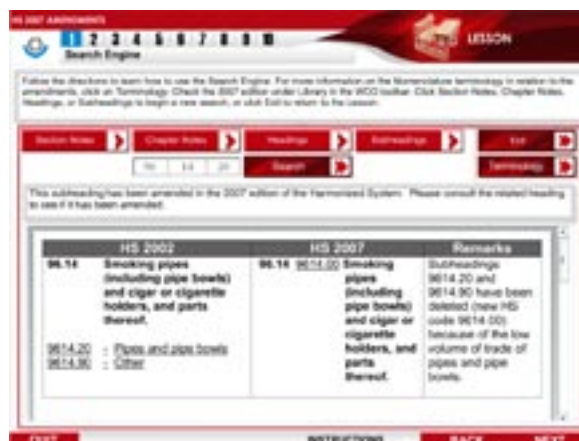 HS 2007 AMENDMENTS
1 2 3 4 5 6 7 8 9 10
LESSON
Search Engine
Follow the directions to learn how to use the Search Engine. For more information on the Nomenclature terminology in relation to the
amendments, click on Terminology. Check the 2007 edition under Library in the WCO toolbar. Click Section Notes, Chapter Notes,
Headings, or Subheadings to begin a new search, or click Exit to return to the Lesson.
Section Notes Chapter Notes Headings Subheadings Exit
96 14 20 Search Terminology
This subheading has been amended in the 2007 edition of the Harmonized System. Please consult the related heading
to see if it has been amended.
HS 2002 HS 2007 Remarks
96.14 Smoking pipes
(including pipe bowls)
and cigar or cigarette
holders, and parts
thereof.
9614.20 - Pipes and pipe bowls
9614.90 - Other
96.14 9614.00 Smoking
pipes
(including
pipe bowls)
and cigar or
cigarette
holders, and
parts
thereof.
Subheadings
9614.20 and
9614.90 have been
deleted (new HS
code 9614.00)
because of the low
volume of trade of
pipes and pipe
bowls.
QUIT INSTRUCTIONS BACK NEXT